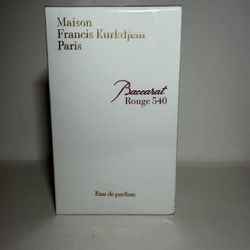 Maison
Francis Kurkdjian
Paris
Baccarat
Rouge 540
Eau de parfum